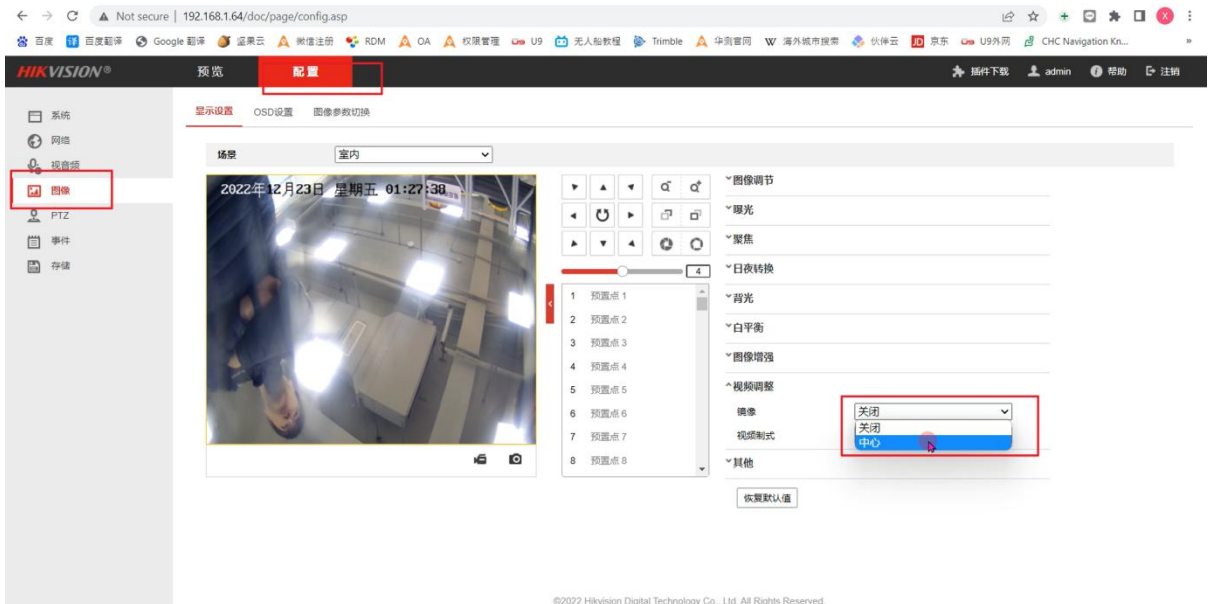 Not secure | 192.168.1.64/doc/page/config.asp
百度 百度翻译 Google 翻译 坚果云 微信注册 RDM OA 权限管理 U9 无人船教程 Trimble 华测官网 海外城市搜索 伙伴云 京东 U9外网 CHC Navigation Kn... »
HIKVISION® 预览 配置 插件下载 admin 帮助 注销
显示设置 OSD设置 图像参数切换
系统
网络
视音频
图像
PTZ
事件
存储
场景 室内
2022年12月23日 星期五 01:27:38
4
1 预置点 1
2 预置点 2
3 预置点 3
4 预置点 4
5 预置点 5
6 预置点 6
7 预置点 7
8 预置点 8
图像调节
曝光
聚焦
日夜转换
背光
白平衡
图像增强
视频调整
镜像 关闭
关闭
视频制式 中心
其他
恢复默认值
©2022 Hikvision Digital Technology Co., Ltd. All Rights Reserved.